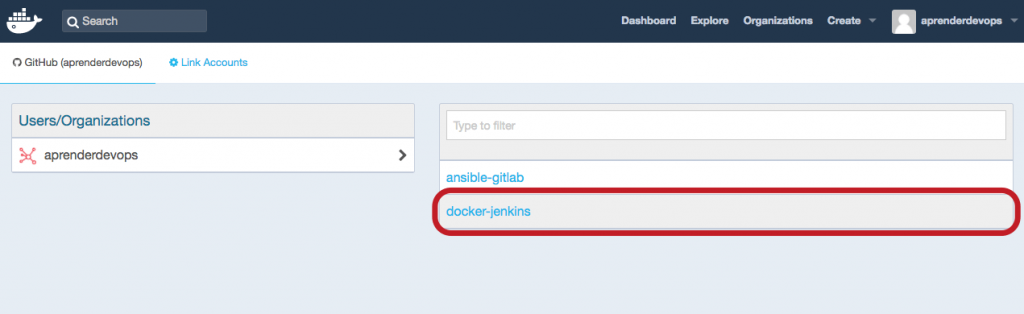 Search Dashboard Explore Organizations Create aprenderdevops
GitHub (aprenderdevops) Link Accounts
Users/Organizations
aprenderdevops
Type to filter
ansible-gitlab
docker-jenkins